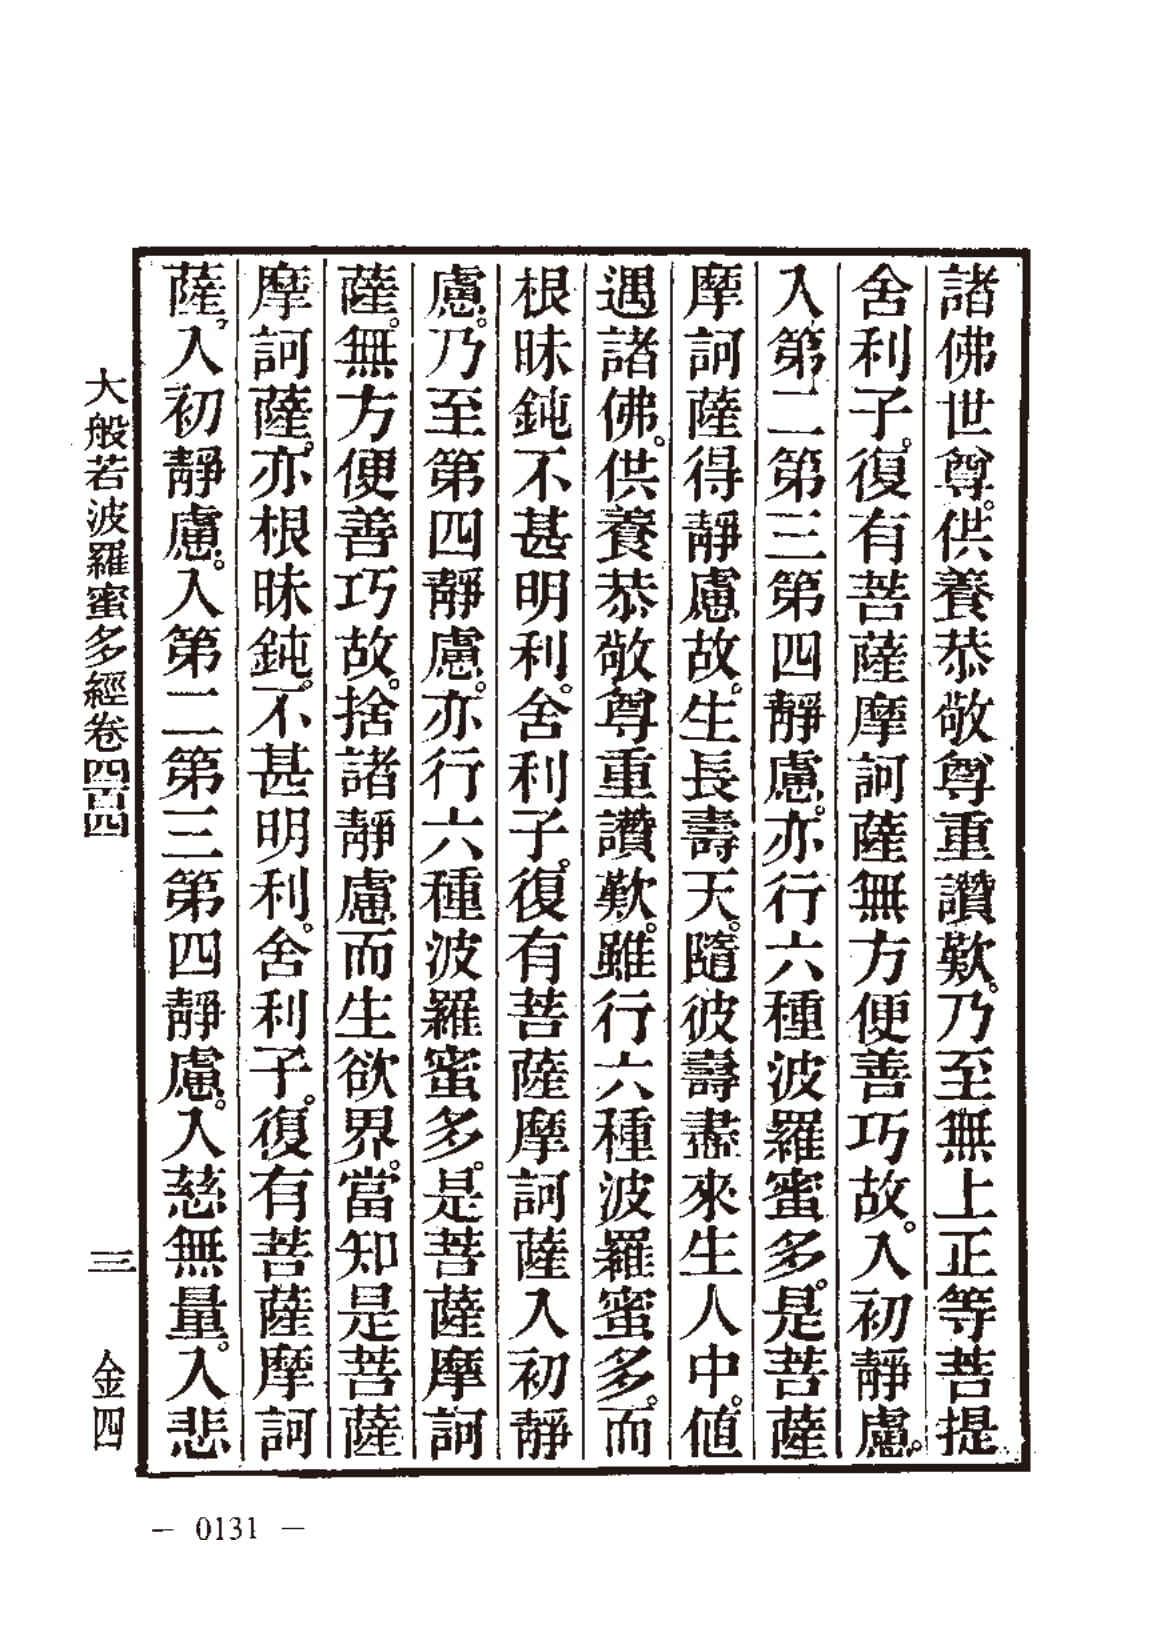 諸佛世尊。供養恭敬尊重讚歎。乃至無上正等菩提
舍利子。復有菩薩摩訶薩無方便善巧故。入初靜慮。
入第二第三第四靜慮。亦行六種波羅蜜多。是菩薩
摩訶薩得靜慮故。生長壽天。隨彼壽盡來生人中。値
遇諸佛。供養恭敬尊重讚歎。雖行六種波羅蜜多。而
根昧鈍不甚明利。舍利子。復有菩薩摩訶薩入初靜
慮。乃至第四靜慮。亦行六種波羅蜜多。是菩薩摩訶
薩。無方便善巧故。捨諸靜慮而生欲界。當知是菩薩
摩訶薩。亦根昧鈍。不甚明利。舍利子。復有菩薩摩訶
薩。入初靜慮。入第二第三第四靜慮。入慈無量。入悲
大般若波羅蜜多經卷四百四
三
金四
— 0131 —